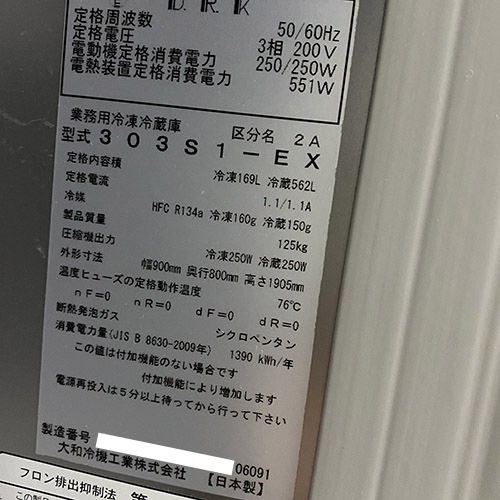 D.R.K
定格周波数 50/60Hz
定格電圧 3相 200V
電動機定格消費電力 250/250W
電熱装置定格消費電力 551W
業務用冷凍冷蔵庫 区分名 2A
型式 303S1-EX
定格内容積 冷凍169L 冷蔵562L
定格電流 1.1/1.1A
冷媒 HFC R134a 冷凍160g 冷蔵150g
製品質量 125kg
圧縮機出力 冷凍250W 冷蔵250W
外形寸法 幅900mm 奥行800mm 高さ1905mm
温度ヒューズの定格動作温度 76℃
nF=0 nR=0 dF=0 dR=0
断熱発泡ガス シクロペンタン
消費電力量(JIS B 8630-2009年) 1390 kWh/年
この値は付加機能のない場合です
付加機能により増加します
電源再投入は5分以上待ってから行って下さい
製造番号 06091
大和冷機工業株式会社 【日本製】
フロン排出抑制法